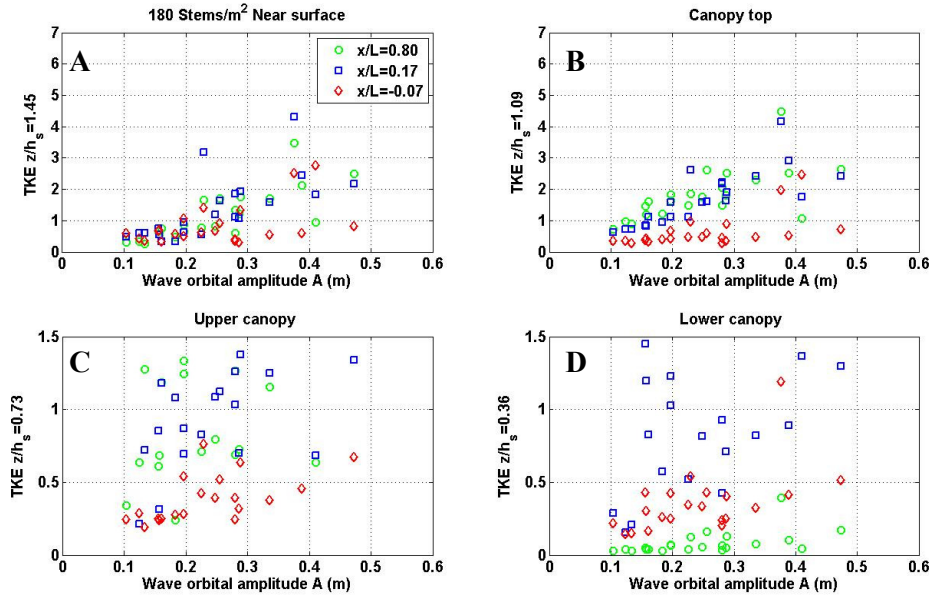 180 Stems/m² Near surface
A
x/L=0.80
x/L=0.17
x/L=-0.07
TKE z/hs=1.45
7
6
5
4
3
2
1
0
0 0.1 0.2 0.3 0.4 0.5 0.6
Wave orbital amplitude A (m)
Canopy top
B
TKE z/hs=1.09
7
6
5
4
3
2
1
0
0 0.1 0.2 0.3 0.4 0.5 0.6
Wave orbital amplitude A (m)
Upper canopy
C
TKE z/hs=0.73
1.5
1
0.5
0
0 0.1 0.2 0.3 0.4 0.5 0.6
Wave orbital amplitude A (m)
Lower canopy
D
TKE z/hs=0.36
1.5
1
0.5
0
0 0.1 0.2 0.3 0.4 0.5 0.6
Wave orbital amplitude A (m)